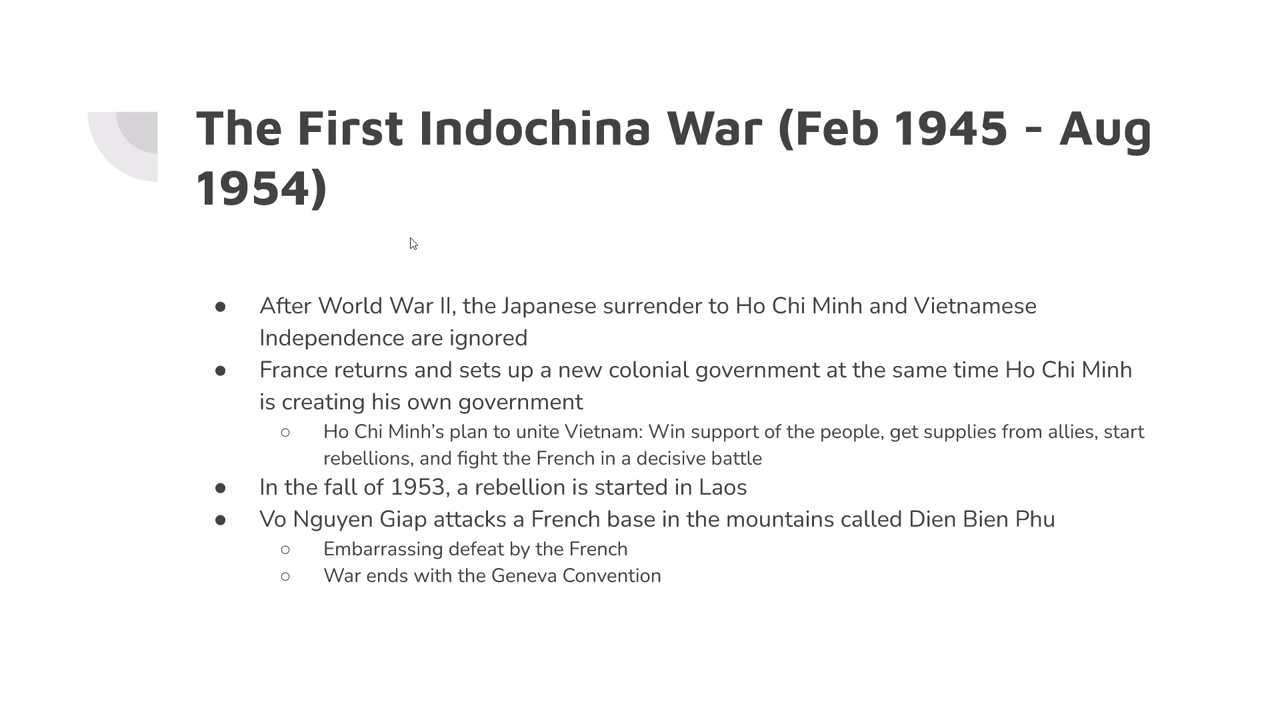 The First Indochina War (Feb 1945 - Aug
1954)
● After World War II, the Japanese surrender to Ho Chi Minh and Vietnamese
Independence are ignored
● France returns and sets up a new colonial government at the same time Ho Chi Minh
is creating his own government
○ Ho Chi Minh’s plan to unite Vietnam: Win support of the people, get supplies from allies, start
rebellions, and fight the French in a decisive battle
● In the fall of 1953, a rebellion is started in Laos
● Vo Nguyen Giap attacks a French base in the mountains called Dien Bien Phu
○ Embarrassing defeat by the French
○ War ends with the Geneva Convention